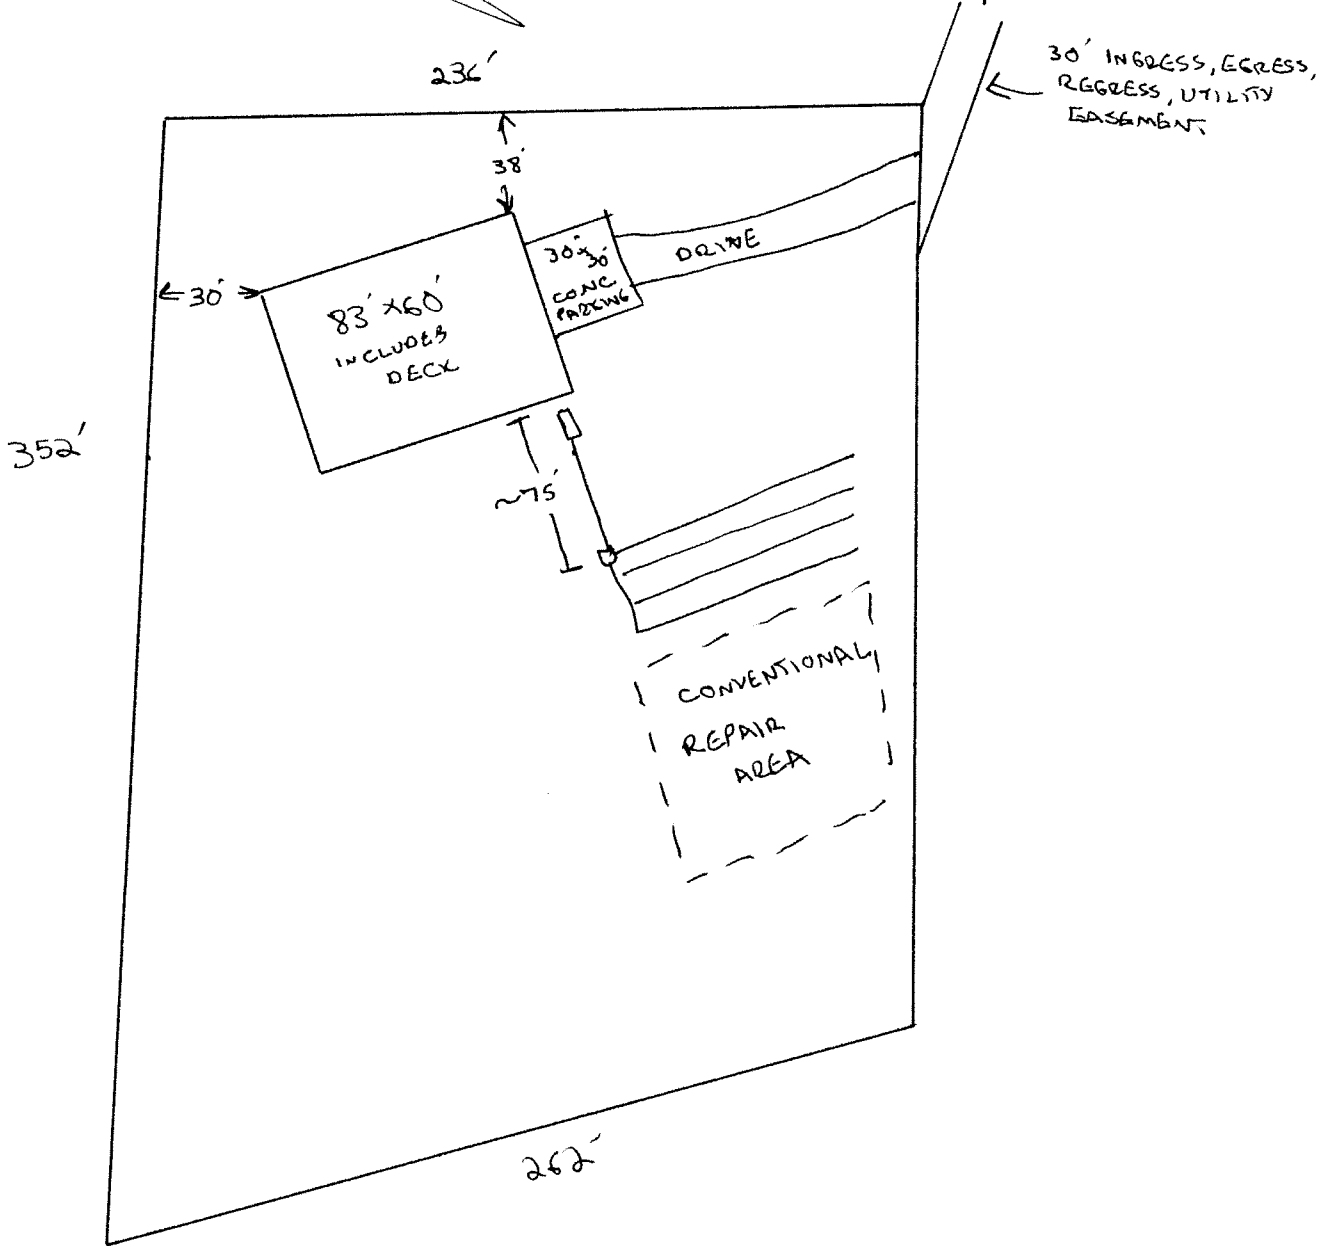 236'
30' INGRESS, EGRESS,
REGRESS, UTILITY
EASEMENT
38'
30'
83' x 60'
INCLUDES
DECK
30' x
30'
CONC
PARKING
DRIVE
352'
~75'
CONVENTIONAL
REPAIR
AREA
262'